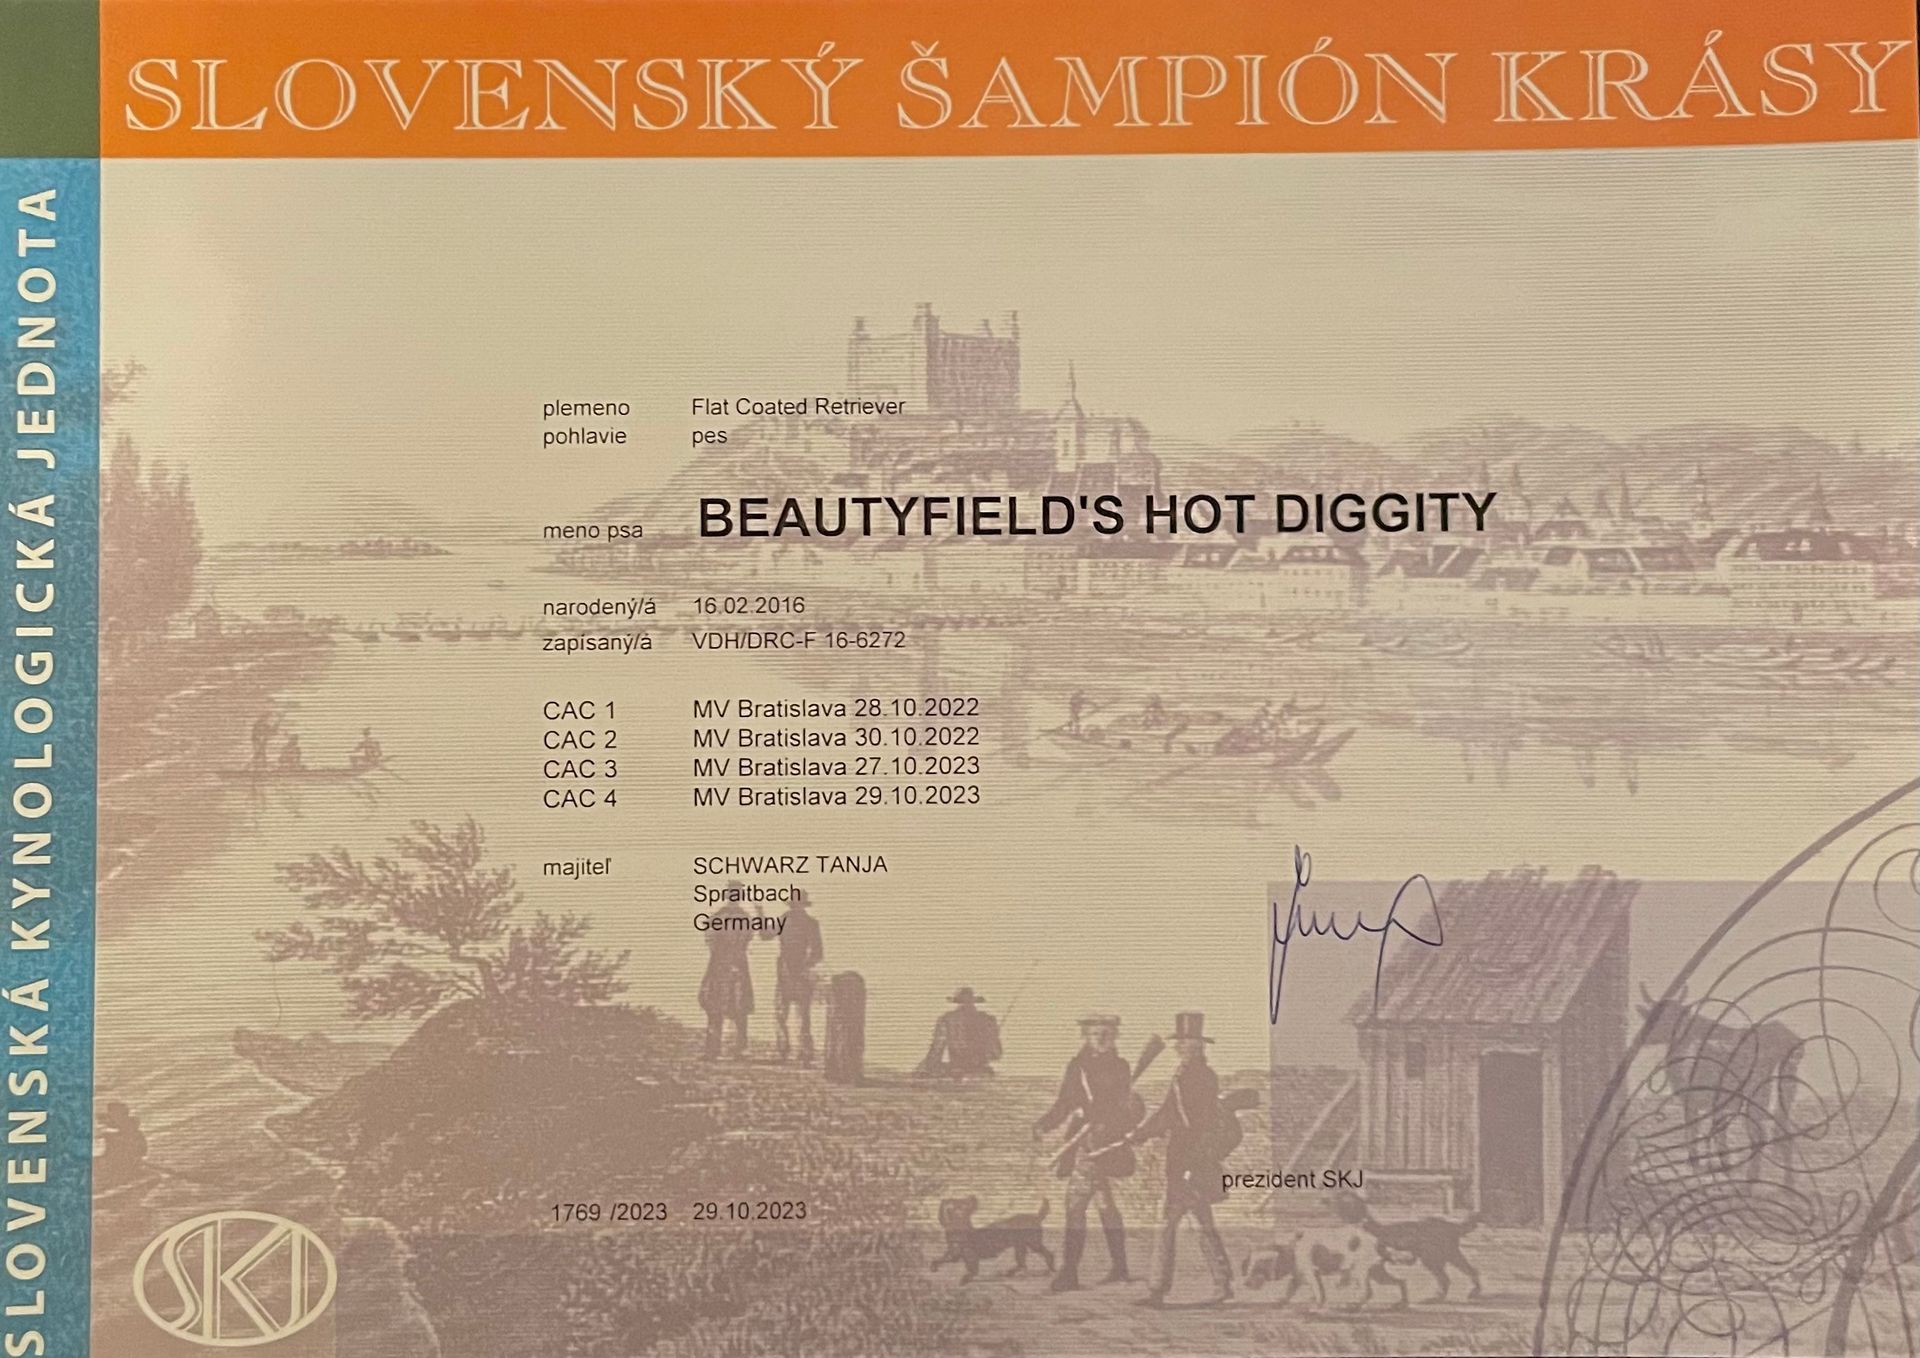 SLOVENSKÝ ŠAMPIÓN KRÁSY
SLOVENSKÁ KYNOLOGICKÁ JEDNOTA
plemeno Flat Coated Retriever
pohlavie pes
meno psa BEAUTYFIELD'S HOT DIGGITY
narodený/á 16.02.2016
zapísaný/á VDH/DRC-F 16-6272
CAC 1 MV Bratislava 28.10.2022
CAC 2 MV Bratislava 30.10.2022
CAC 3 MV Bratislava 27.10.2023
CAC 4 MV Bratislava 29.10.2023
majiteľ SCHWARZ TANJA
Spraitbach
Germany
prezident SKJ
1769 /2023 29.10.2023
SKJ